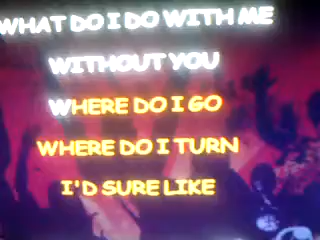 WHAT DO I DO WITH ME
WITHOUT YOU
WHERE DO I GO
WHERE DO I TURN
I'D SURE LIKE